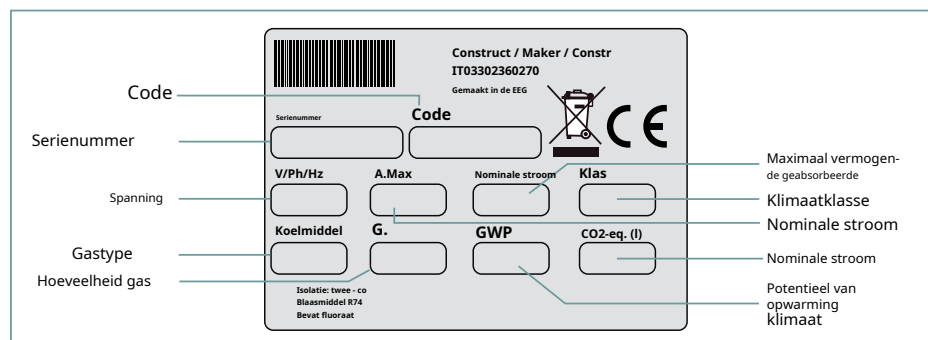 Construct / Maker / Constr
IT03302360270
Gemaakt in de EEG
Code
Serienummer
Code
Serienummer
V/Ph/Hz
A.Max
Nominale stroom
Klas
Maximaal vermogen-
de geabsorbeerde
Spanning
Klimaatklasse
Nominale stroom
Koelmiddel
G.
GWP
CO2-eq. (l)
Gastype
Nominale stroom
Hoeveelheid gas
Isolatie: twee - co
Blaasmiddel R74
Bevat fluoraat
Potentieel van
opwarming
klimaat
CE